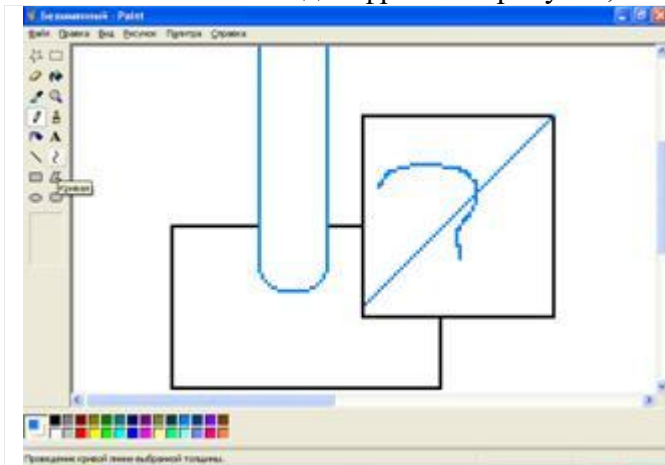 Безымянный - Paint
Файл Правка Вид Рисунок Палитра Справка
A
Кривая
Проведение кривой линии выбранной толщины.